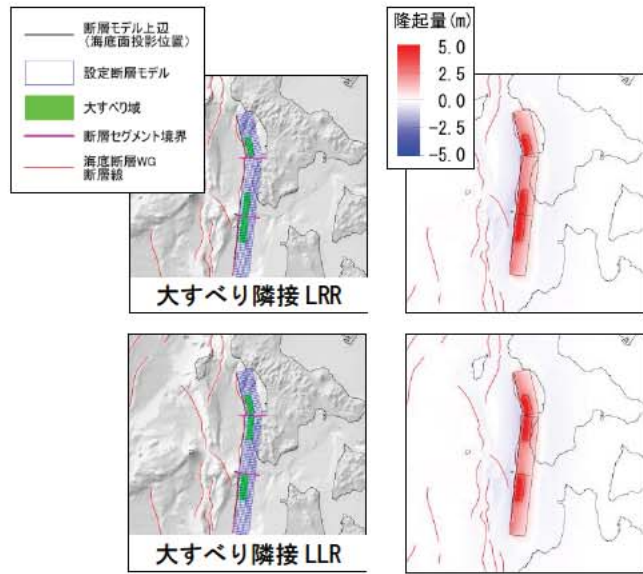 断層モデル上辺
(海底面投影位置)
設定断層モデル
大すべり域
断層セグメント境界
海底断層WG
断層線
隆起量(m)
5.0
2.5
0.0
-2.5
-5.0
大すべり隣接 LRR
大すべり隣接 LLR